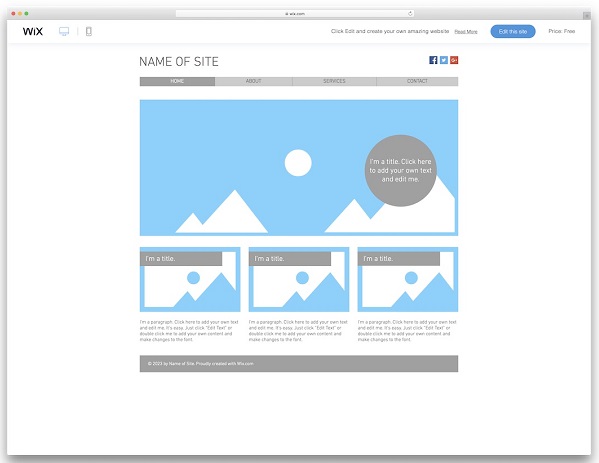 wix.com
WiX
Click Edit and create your own amazing website
Read More
Edit this site
Price: Free
NAME OF SITE
HOME
ABOUT
SERVICES
CONTACT
I'm a title. Click here
to add your own text
and edit me.
I'm a title.
I'm a title.
I'm a title.
I'm a paragraph. Click here to add your own text
and edit me. It's easy. Just click "Edit Text" or
double click me to add your own content and
make changes to the font.
I'm a paragraph. Click here to add your own text
and edit me. It's easy. Just click "Edit Text" or
double click me to add your own content and
make changes to the font.
I'm a paragraph. Click here to add your own text
and edit me. It's easy. Just click "Edit Text" or
double click me to add your own content and
make changes to the font.
© 2023 by Name of Site. Proudly created with Wix.com